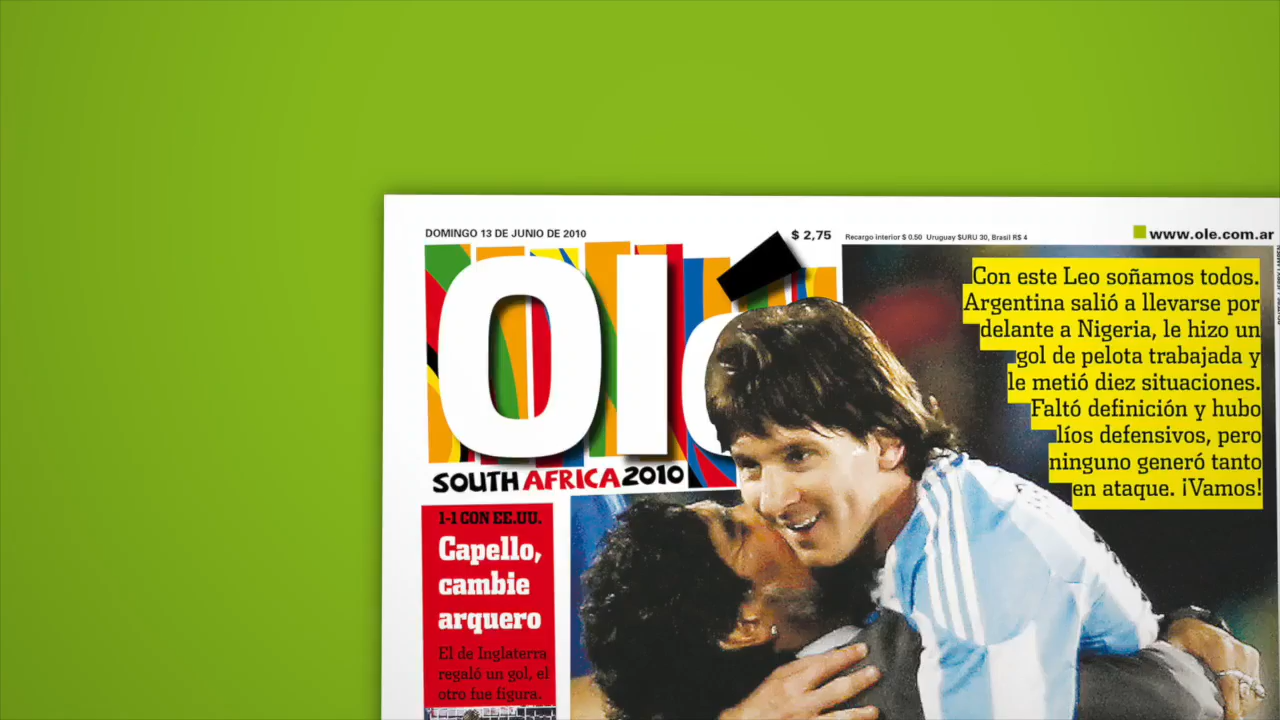 DOMINGO 13 DE JUNIO DE 2010
$ 2,75
Recargo interior $ 0.50 Uruguay $URU 30, Brasil R$ 4
www.ole.com.ar
Olé
SOUTH AFRICA 2010
Con este Leo soñamos todos.
Argentina salió a llevarse por
delante a Nigeria, le hizo un
gol de pelota trabajada y
le metió diez situaciones.
Faltó definición y hubo
líos defensivos, pero
ninguno generó tanto
en ataque. ¡Vamos!
1-1 CON EE.UU.
Capello,
cambie
arquero
El de Inglaterra
regaló un gol, el
otro fue figura.